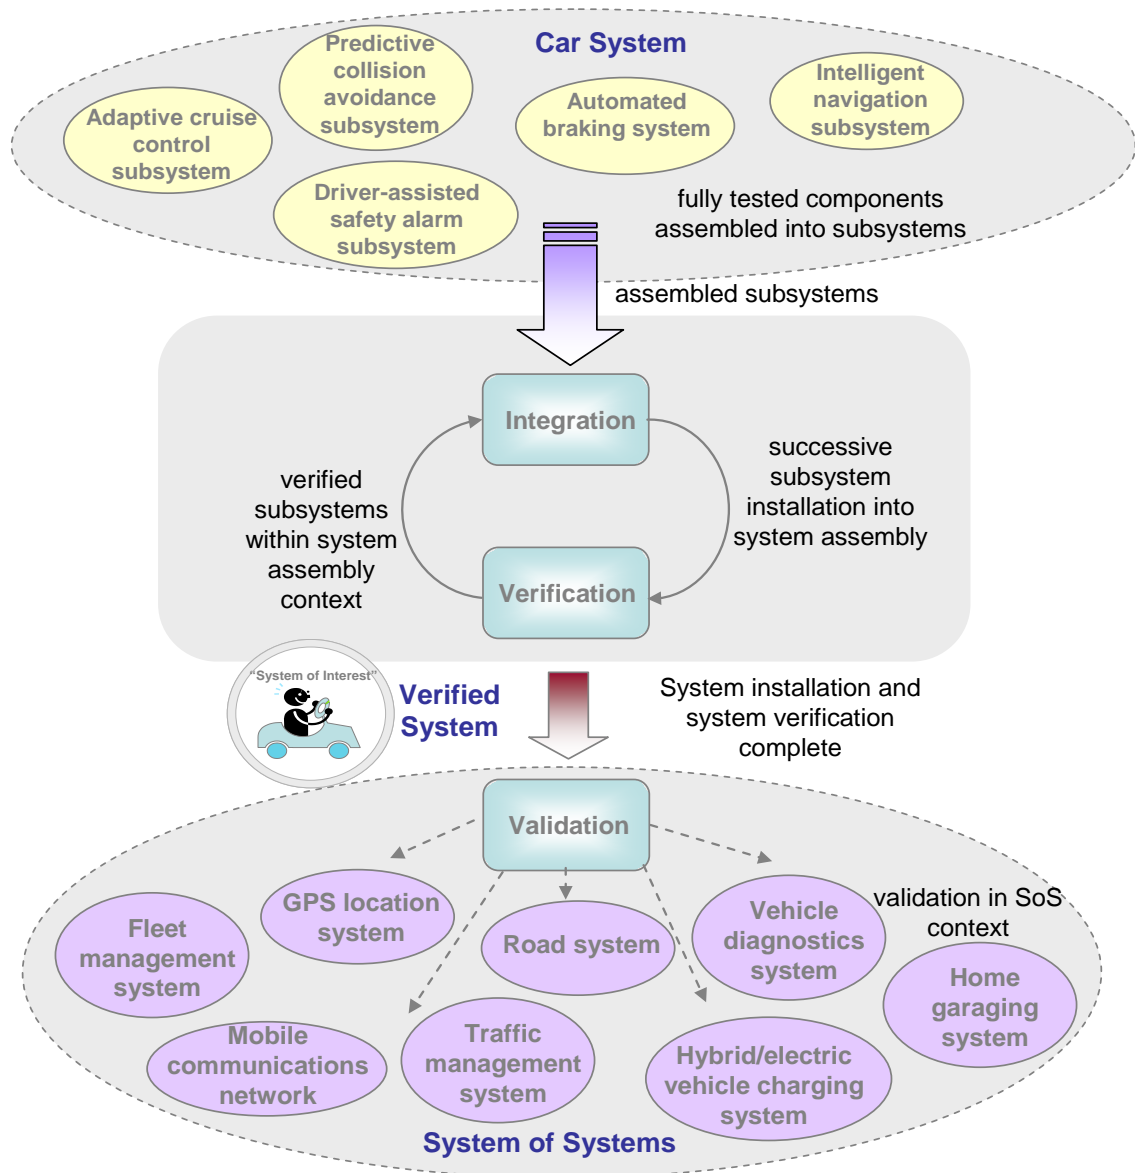 Car System
Predictive
collision
avoidance
subsystem
Intelligent
navigation
subsystem
Automated
braking system
Adaptive cruise
control
subsystem
Driver-assisted
safety alarm
subsystem
fully tested components
assembled into subsystems
assembled subsystems
Integration
successive
subsystem
installation into
system assembly
verified
subsystems
within system
assembly
context
Verification
"System of Interest"
Verified
System
System installation and
system verification
complete
Validation
GPS location
system
Vehicle
diagnostics
system
validation in SoS
context
Fleet
management
system
Road system
Home
garaging
system
Mobile
communications
network
Traffic
management
system
Hybrid/electric
vehicle charging
system
System of Systems